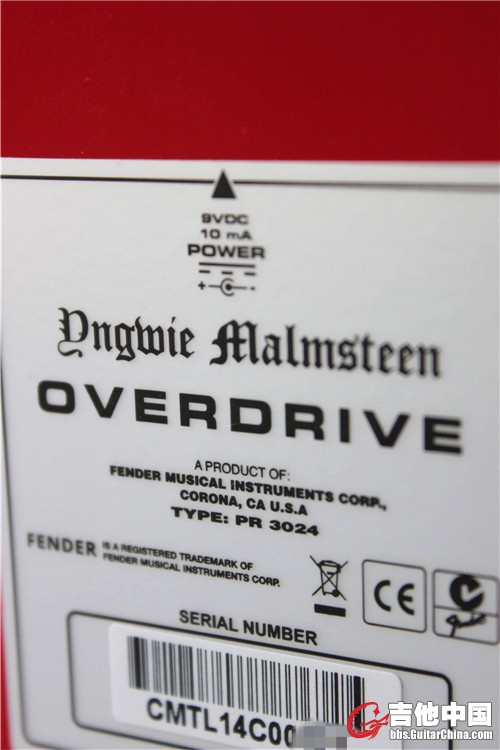 9VDC
10 mA
POWER
Yngwie Malmsteen
OVERDRIVE
A PRODUCT OF:
FENDER MUSICAL INSTRUMENTS CORP.,
CORONA, CA U.S.A
TYPE: PR 3024
FENDER IS A REGISTERED TRADEMARK OF
FENDER MUSICAL INSTRUMENTS CORP.
CE
SERIAL NUMBER
CMTL14C00
吉他中国
bbs.GuitarChina.com